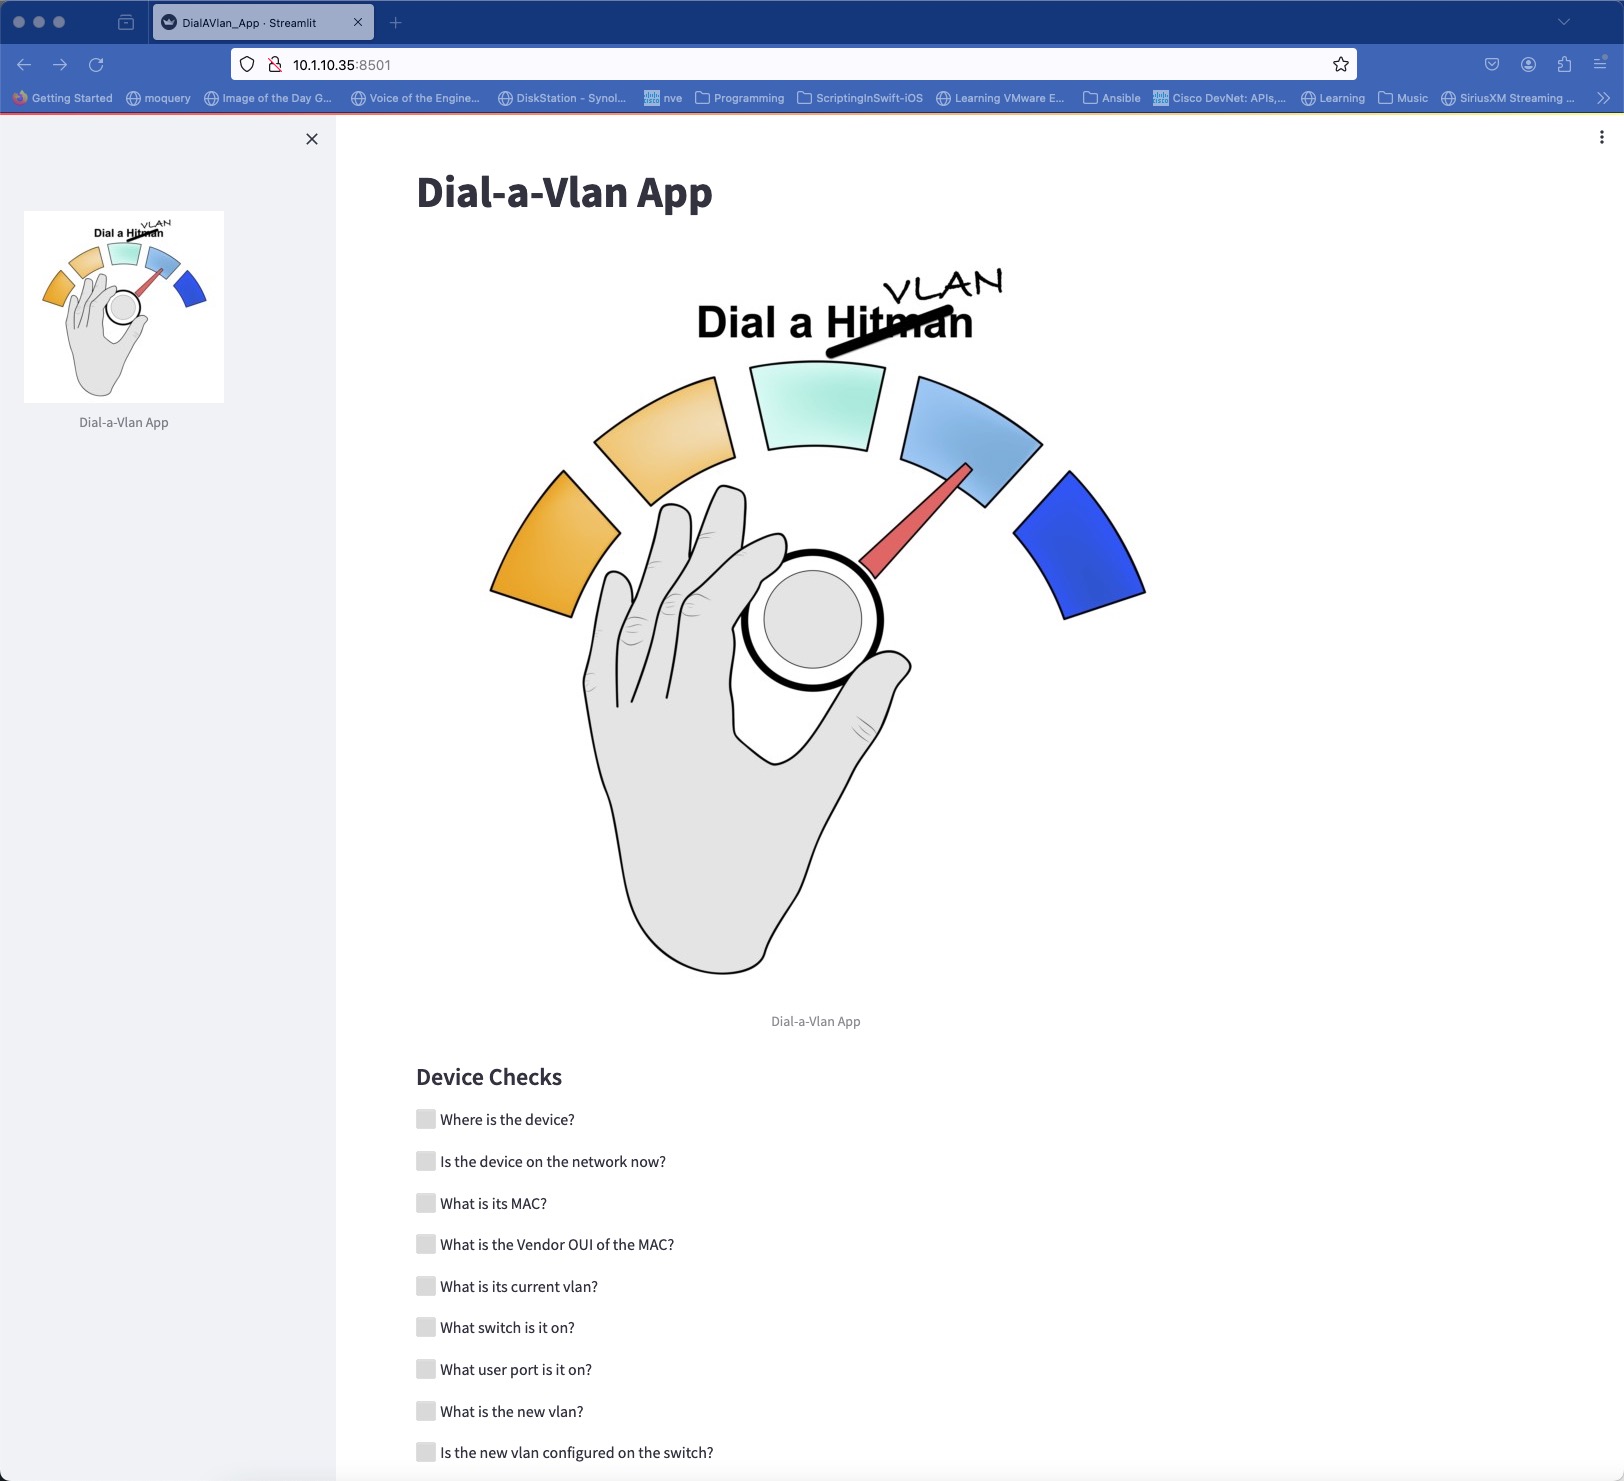 DialAVlan_App · Streamlit
10.1.10.35:8501
Getting Started moquery Image of the Day G... Voice of the Engine... DiskStation - Synol... nve Programming ScriptingInSwift-iOS Learning VMware E... Ansible Cisco DevNet: APIs,... Learning Music SiriusXM Streaming ...
VLAN
Dial a Hitman
Dial-a-Vlan App
Dial-a-Vlan App
VLAN
Dial a Hitman
Dial-a-Vlan App
Device Checks
Where is the device?
Is the device on the network now?
What is its MAC?
What is the Vendor OUI of the MAC?
What is its current vlan?
What switch is it on?
What user port is it on?
What is the new vlan?
Is the new vlan configured on the switch?